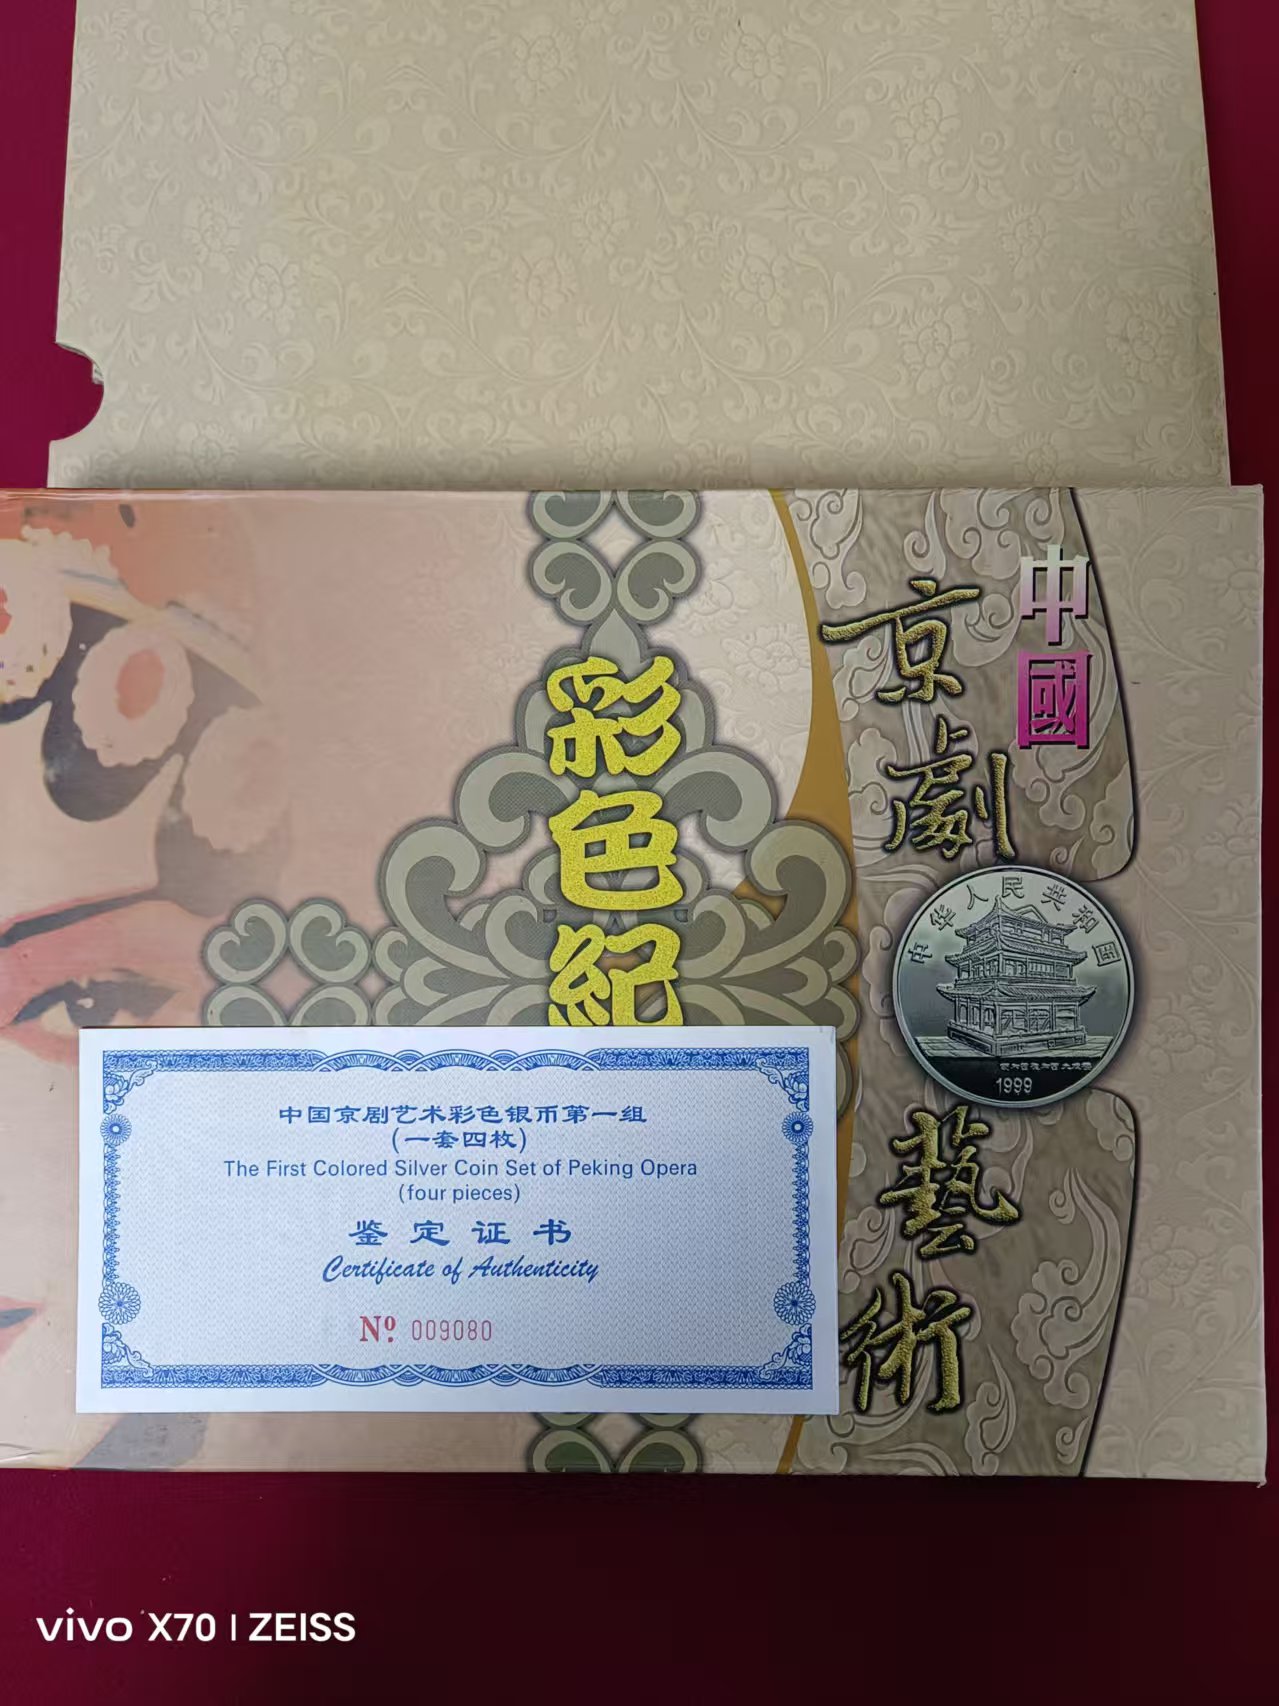 中國
京劇藝術
彩色紀
中华人民共和国
1999
中国京剧艺术彩色银币第一组
(一套四枚)
The First Colored Silver Coin Set of Peking Opera
(four pieces)
鉴定证书
Certificate of Authenticity
Nº 009080
vivo X70 | ZEISS